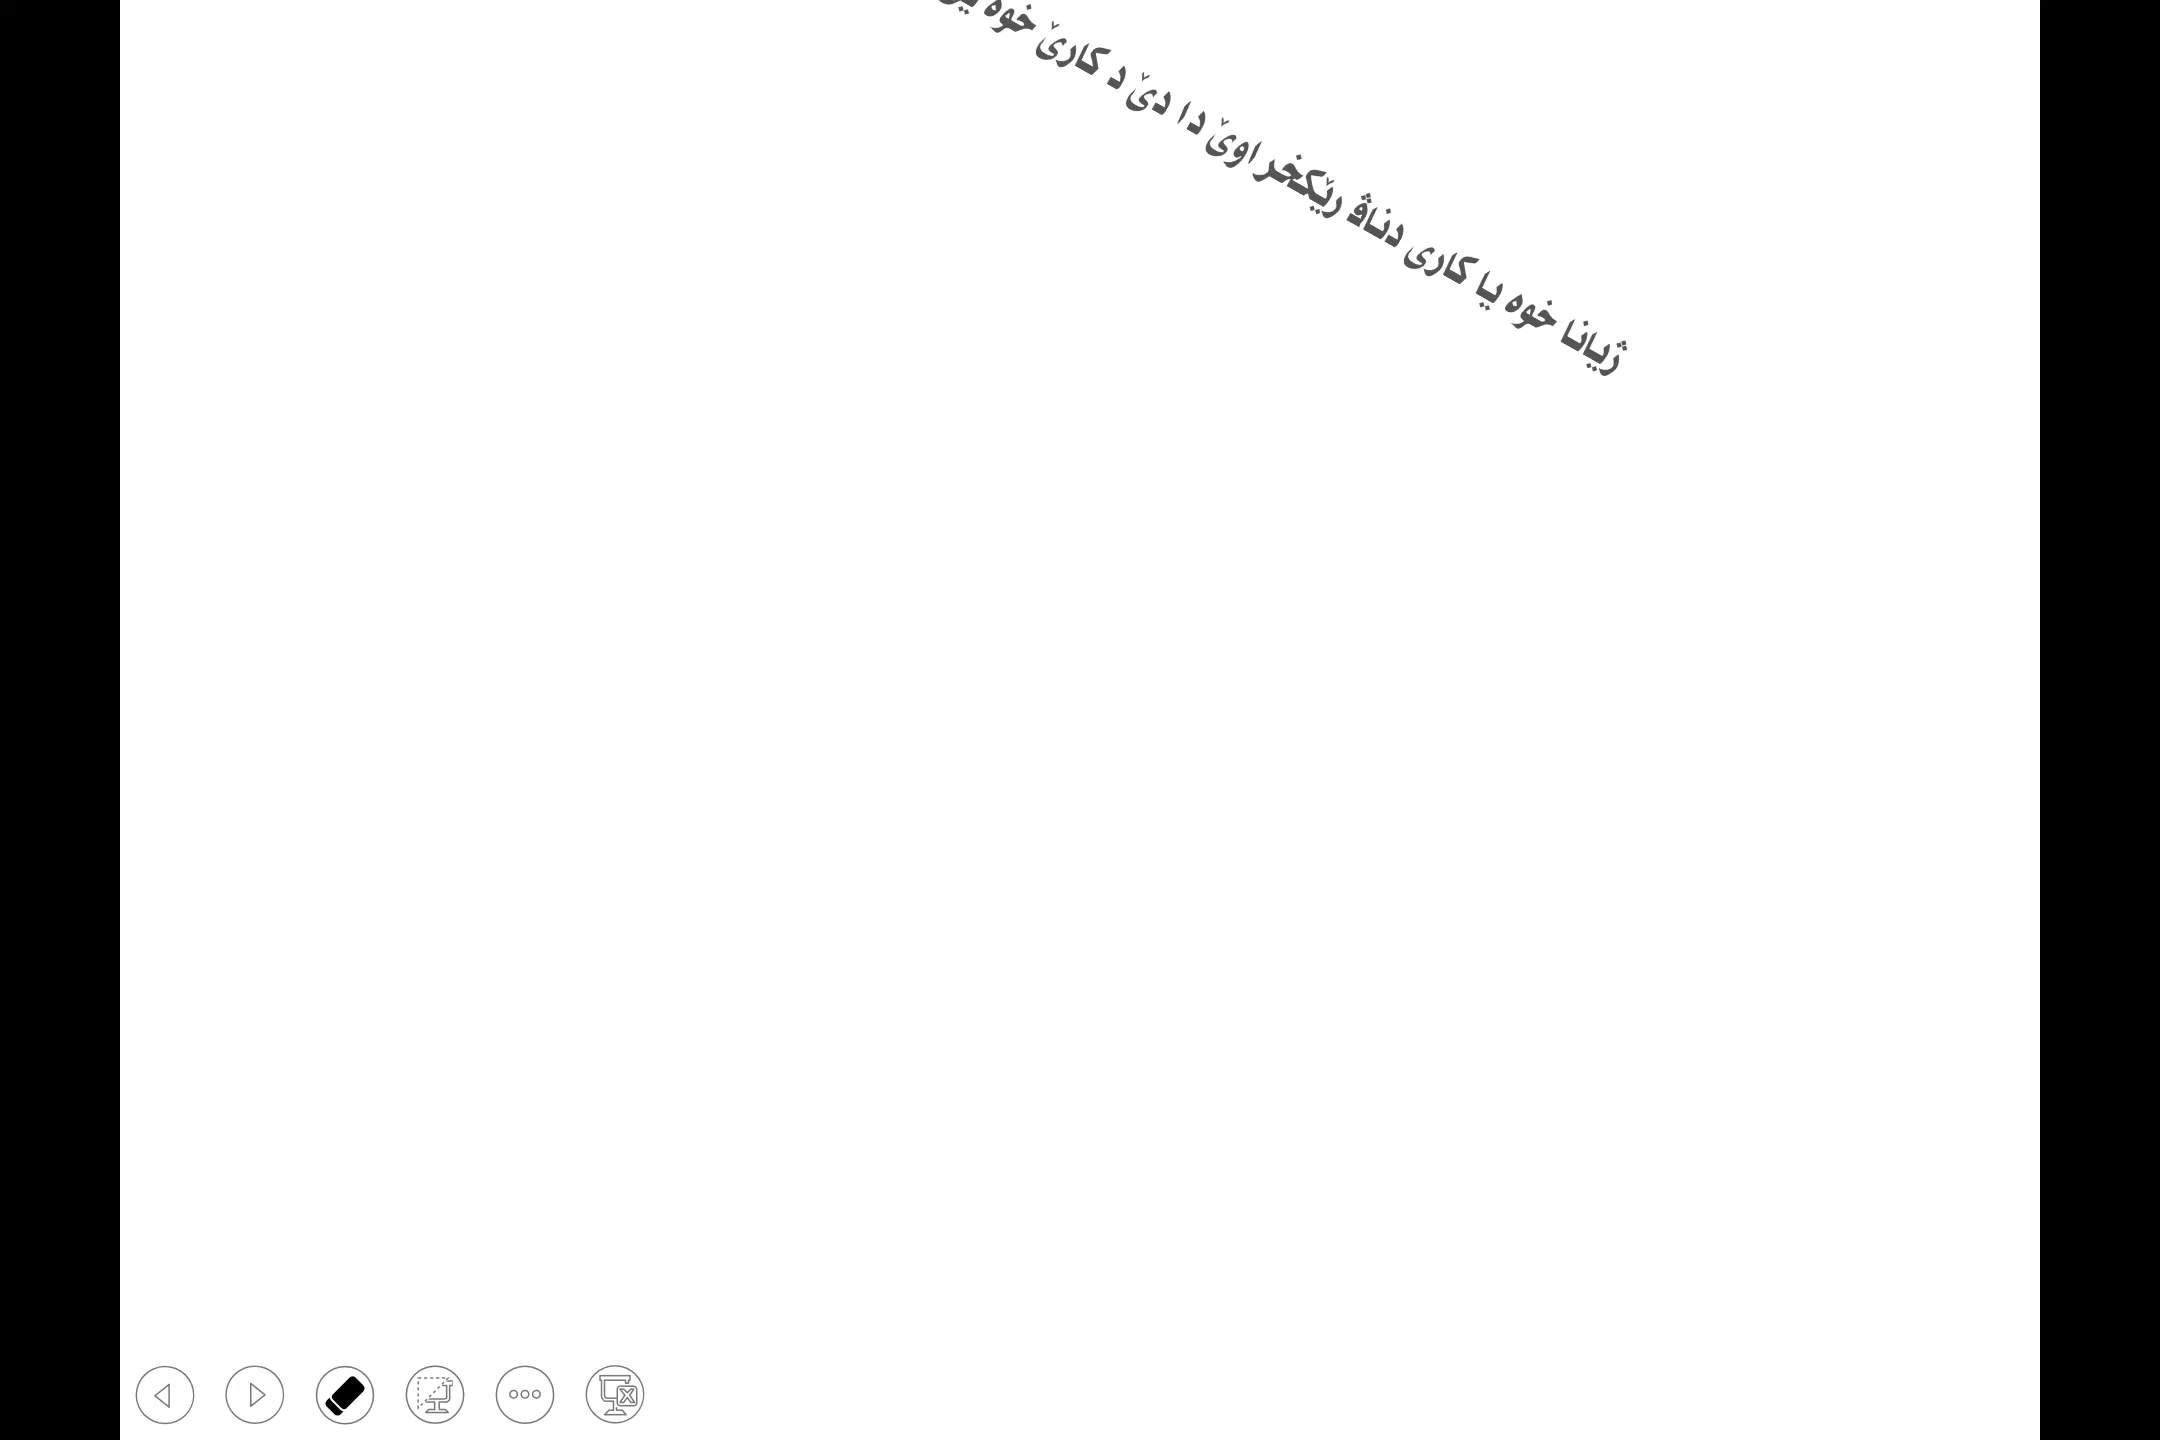 ژیانا خوە یا کاری دناڤ رێکخراوێ دا دێ د کارێ خوە